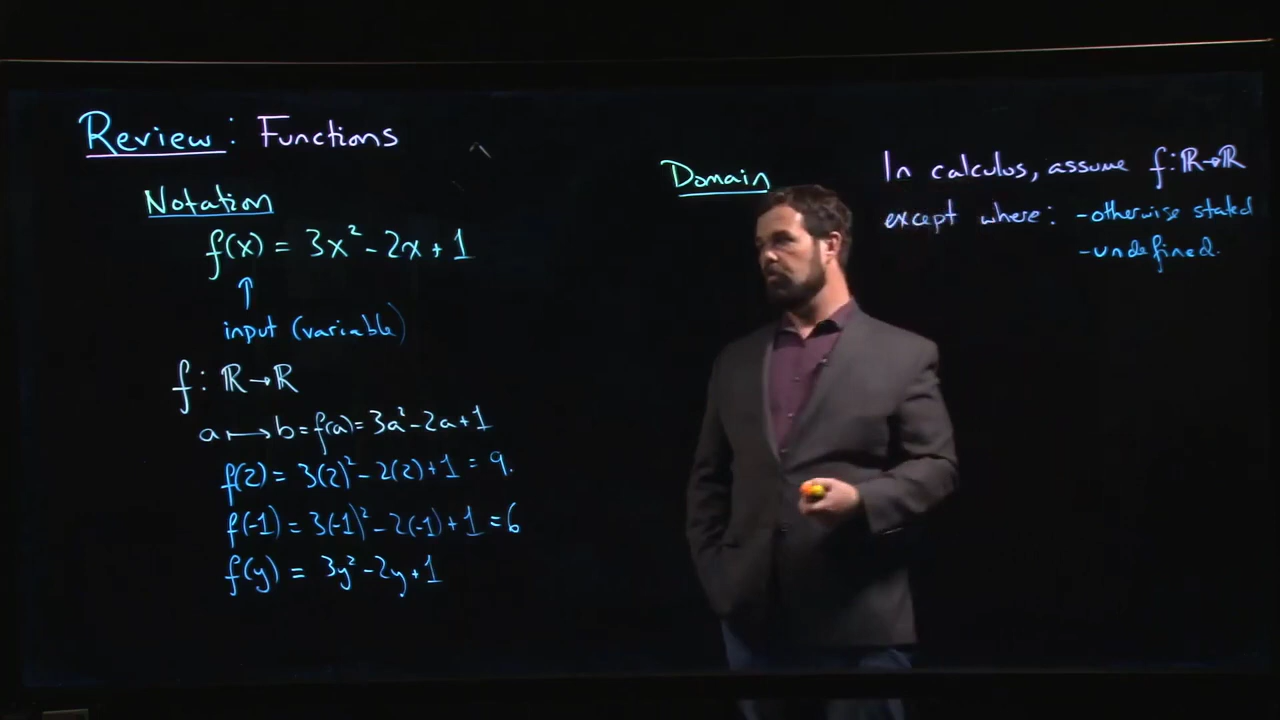 Review: Functions
Notation
f(x) = 3x² - 2x + 1
↑
input (variable)
f: ℝ→ℝ
a ⟼ b = f(a) = 3a² - 2a + 1
f(2) = 3(2)² - 2(2) + 1 = 9.
f(-1) = 3(-1)² - 2(-1) + 1 = 6
f(y) = 3y² - 2y + 1
Domain
In calculus, assume f: ℝ→ℝ
except where: - otherwise stated
- undefined.